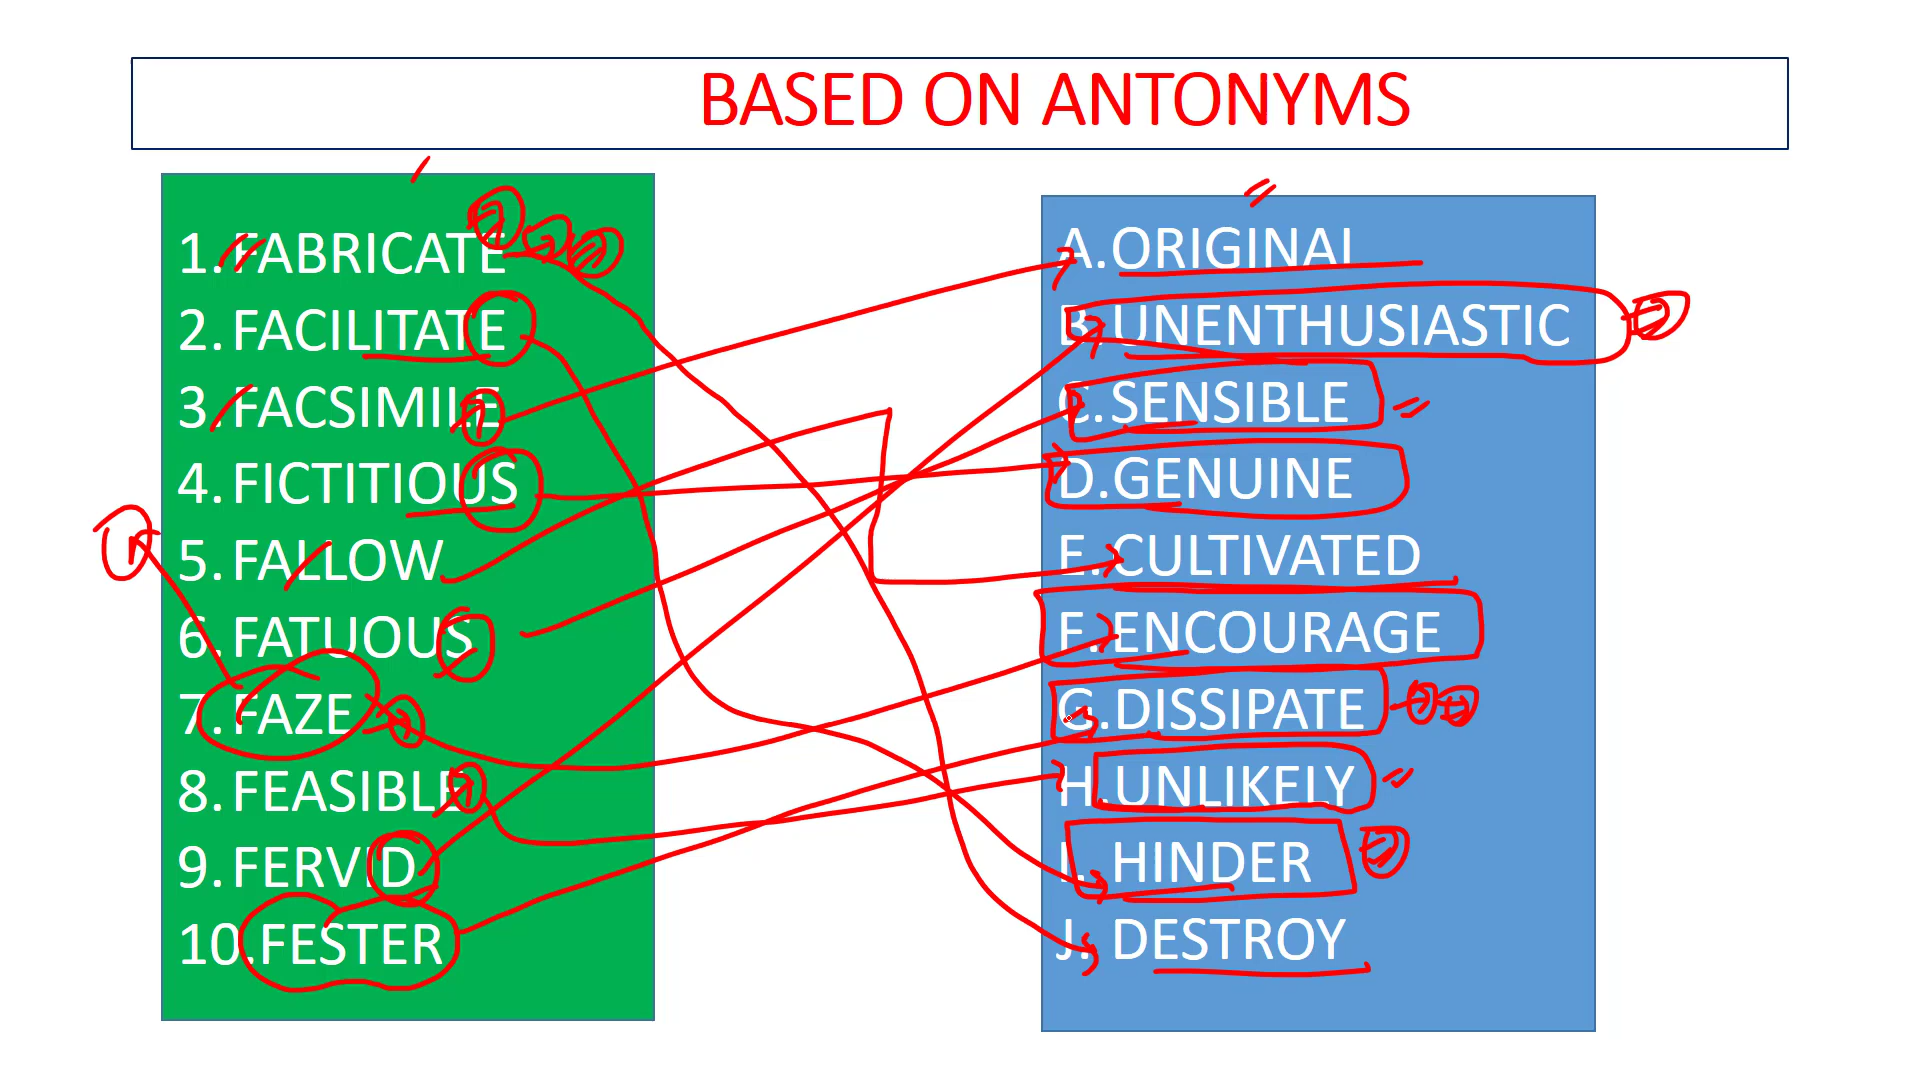 BASED ON ANTONYMS
1. FABRICATE
2. FACILITATE
3. FACSIMILE
4. FICTITIOUS
5. FALLOW
6. FATUOUS
7. FAZE
8. FEASIBLE
9. FERVID
10. FESTER
A. ORIGINAL
B. UNENTHUSIASTIC
C. SENSIBLE
D. GENUINE
E. CULTIVATED
F. ENCOURAGE
G. DISSIPATE
H. UNLIKELY
I. HINDER
J. DESTROY